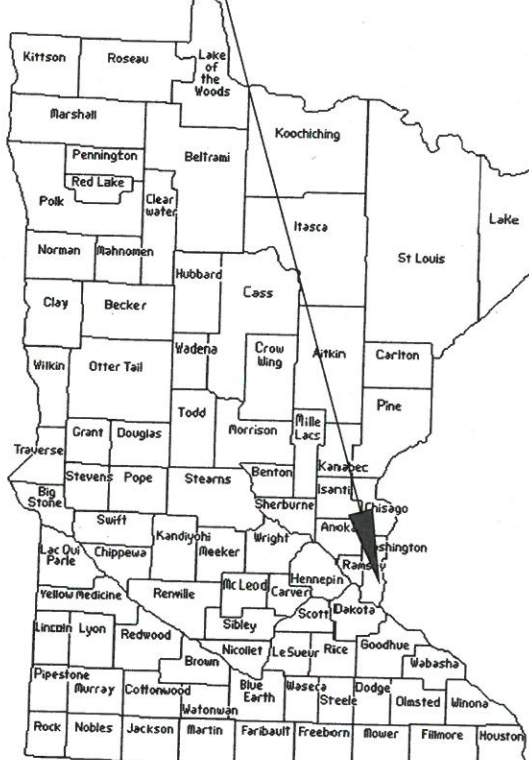 Kittson
Roseau
Lake
of
the
Woods
Marshall
Koochiching
Pennington
Beltrami
Red Lake
Polk
Clear
water
Itasca
Lake
St Louis
Norman
Mahnomen
Hubbard
Cass
Clay
Becker
Wadena
Crow
Wing
Aitkin
Carlton
Wilkin
Otter Tail
Pine
Todd
Mille
Lacs
Morrison
Grant
Douglas
Traverse
Kanabec
Stevens
Pope
Stearns
Benton
Isanti
Big
Stone
Sherburne
Chisago
Swift
Anoka
Kandiyohi
Wright
shington
Lac Qui
Parle
Chippewa
Meeker
Ramsey
Hennepin
Mc Leod
Carver
Yellow Medicine
Renville
Scott
Dakota
Sibley
Lincoln
Lyon
Redwood
Nicollet
LeSueur
Rice
Goodhue
Brown
Wabasha
Pipestone
Murray
Cottonwood
Blue
Earth
Waseca
Steele
Dodge
Olmsted
Winona
Watonwan
Rock
Nobles
Jackson
Martin
Faribault
Freeborn
Mower
Fillmore
Houston